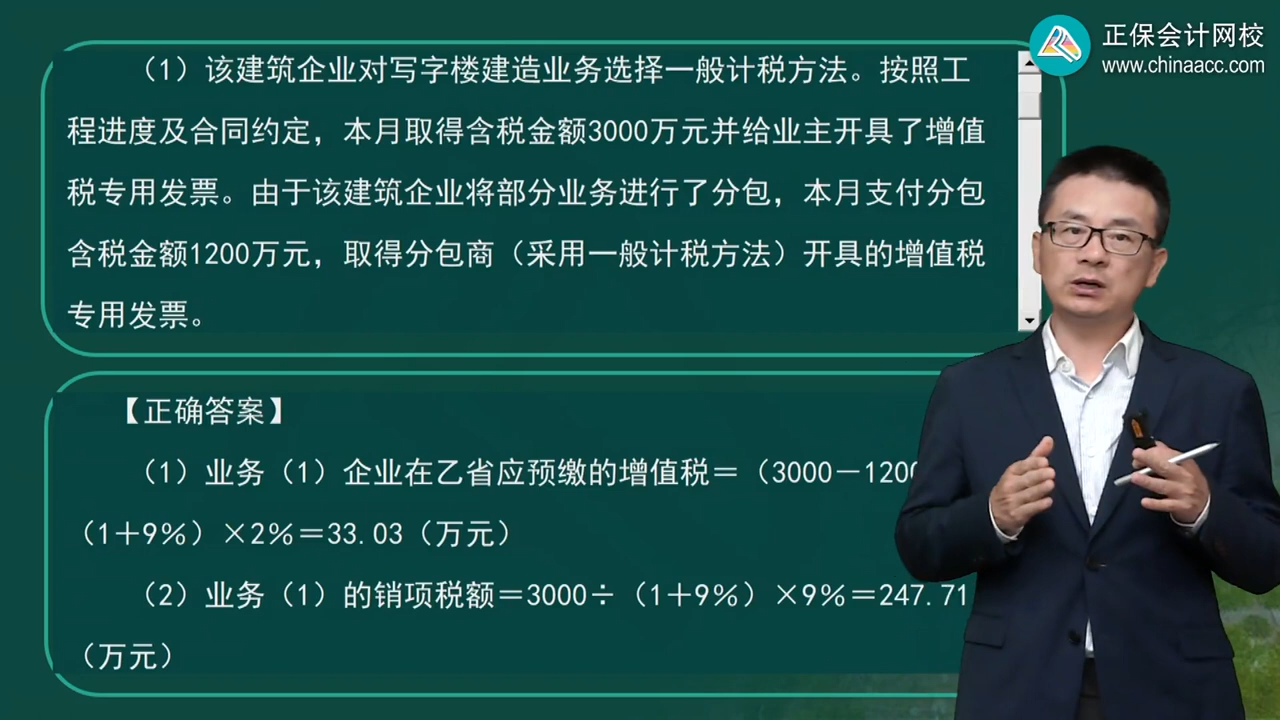 正保会计网校
www.chinaacc.com
（1）该建筑企业对写字楼建造业务选择一般计税方法。按照工
程进度及合同约定，本月取得含税金额3000万元并给业主开具了增值
税专用发票。由于该建筑企业将部分业务进行了分包，本月支付分包
含税金额1200万元，取得分包商（采用一般计税方法）开具的增值税
专用发票。
【正确答案】
（1）业务（1）企业在乙省应预缴的增值税＝（3000－120
（1＋9%）×2%＝33.03（万元）
（2）业务（1）的销项税额＝3000÷（1＋9%）×9%＝247.71
（万元）